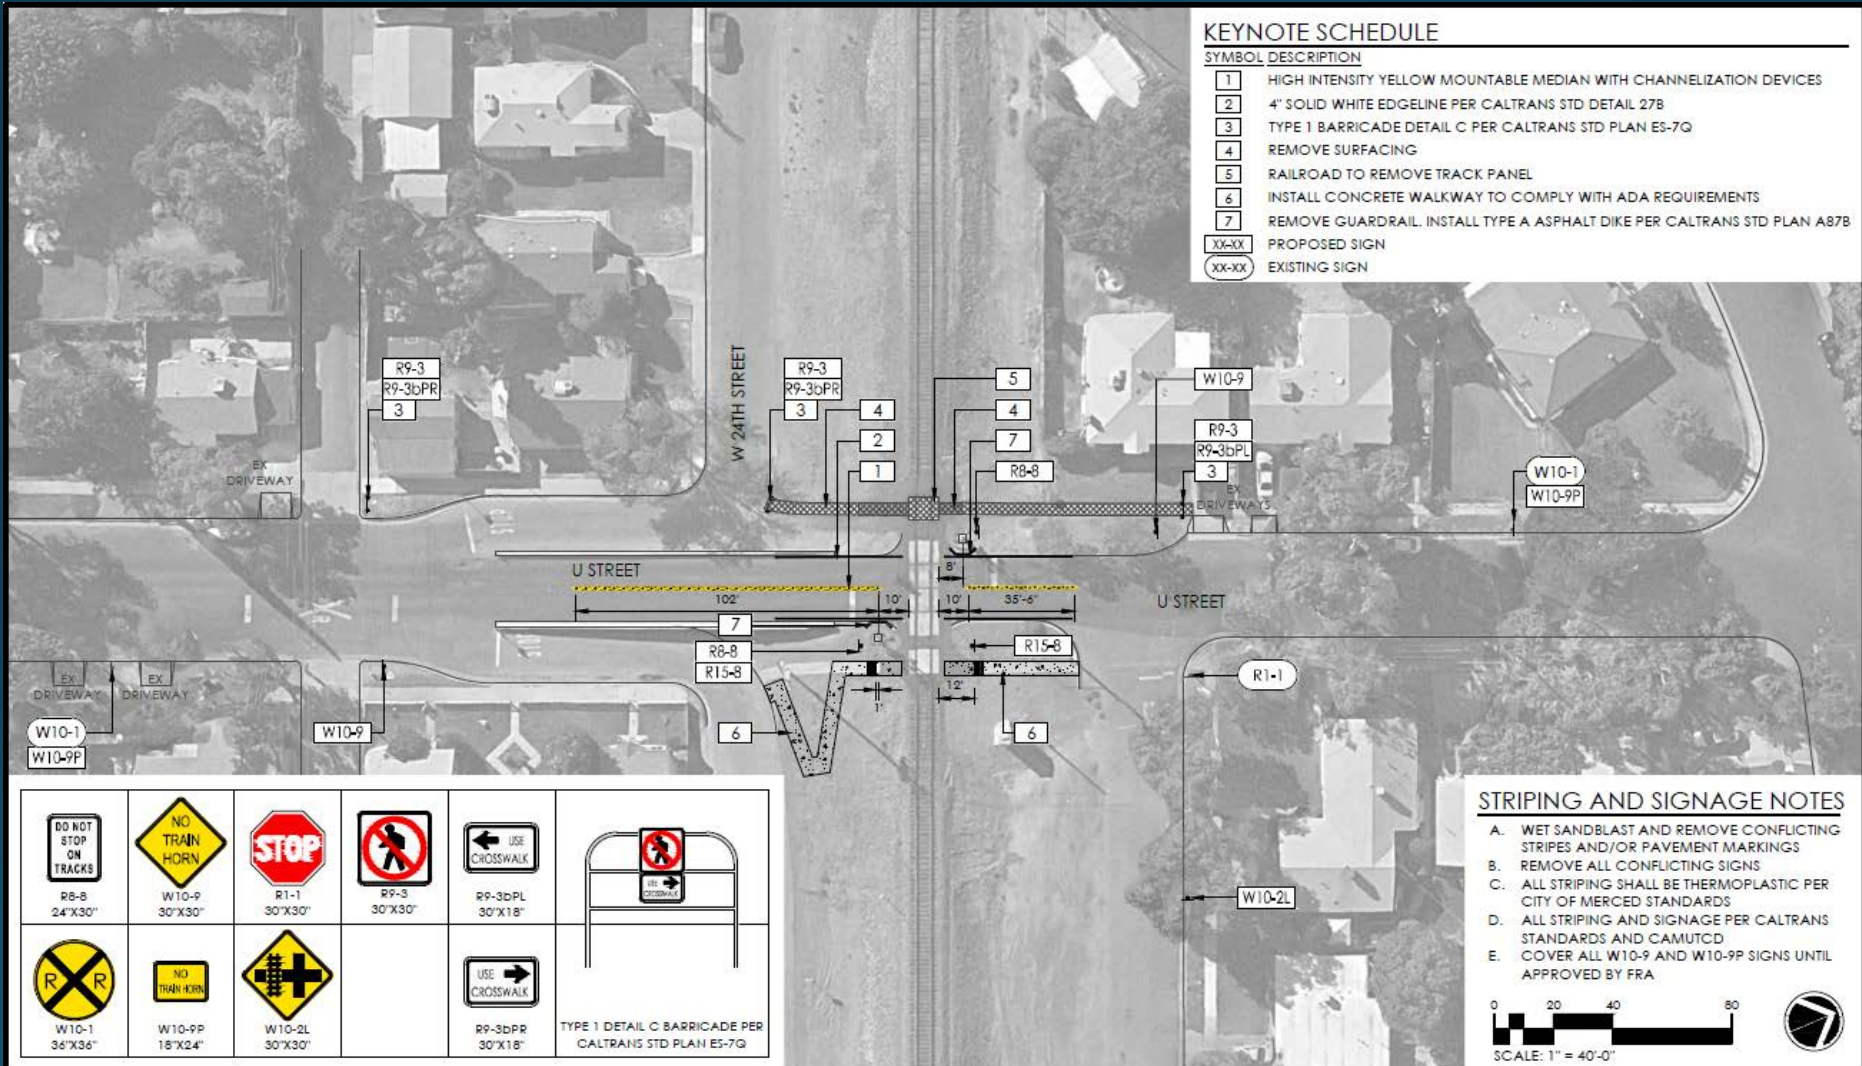 KEYNOTE SCHEDULE
SYMBOL DESCRIPTION
1 HIGH INTENSITY YELLOW MOUNTABLE MEDIAN WITH CHANNELIZATION DEVICES
2 4" SOLID WHITE EDGELINE PER CALTRANS STD DETAIL 27B
3 TYPE 1 BARRICADE DETAIL C PER CALTRANS STD PLAN ES-7Q
4 REMOVE SURFACING
5 RAILROAD TO REMOVE TRACK PANEL
6 INSTALL CONCRETE WALKWAY TO COMPLY WITH ADA REQUIREMENTS
7 REMOVE GUARDRAIL. INSTALL TYPE A ASPHALT DIKE PER CALTRANS STD PLAN A87B
XX-XX PROPOSED SIGN
XX-XX EXISTING SIGN
R9-3
R9-3bPR
3
W 24TH STREET
R9-3
R9-3bPR
3
4
2
1
5
4
7
R8-8
W10-9
R9-3
R9-3bPL
3
W10-1
W10-9P
EX
DRIVEWAY
EX
DRIVEWAYS
U STREET
8'
102'
10'
10'
35'-6"
U STREET
7
R8-8
R15-8
R15-8
R1-1
EX
DRIVEWAY
EX
DRIVEWAY
1'
12'
W10-1
W10-9P
W10-9
6
6
W10-2L
DO NOT
STOP
ON
TRACKS
R8-8
24"X30"
NO
TRAIN
HORN
W10-9
30"X30"
STOP
R1-1
30"X30"
R9-3
30"X30"
USE
CROSSWALK
R9-3bPL
30"X18"
USE
CROSSWALK
R R
W10-1
36"X36"
NO
TRAIN HORN
W10-9P
18"X24"
W10-2L
30"X30"
USE
CROSSWALK
R9-3bPR
30"X18"
TYPE 1 DETAIL C BARRICADE PER
CALTRANS STD PLAN ES-7Q
STRIPING AND SIGNAGE NOTES
A. WET SANDBLAST AND REMOVE CONFLICTING
STRIPES AND/OR PAVEMENT MARKINGS
B. REMOVE ALL CONFLICTING SIGNS
C. ALL STRIPING SHALL BE THERMOPLASTIC PER
CITY OF MERCED STANDARDS
D. ALL STRIPING AND SIGNAGE PER CALTRANS
STANDARDS AND CAMUTCD
E. COVER ALL W10-9 AND W10-9P SIGNS UNTIL
APPROVED BY FRA
0 20 40 80
SCALE: 1" = 40'-0"